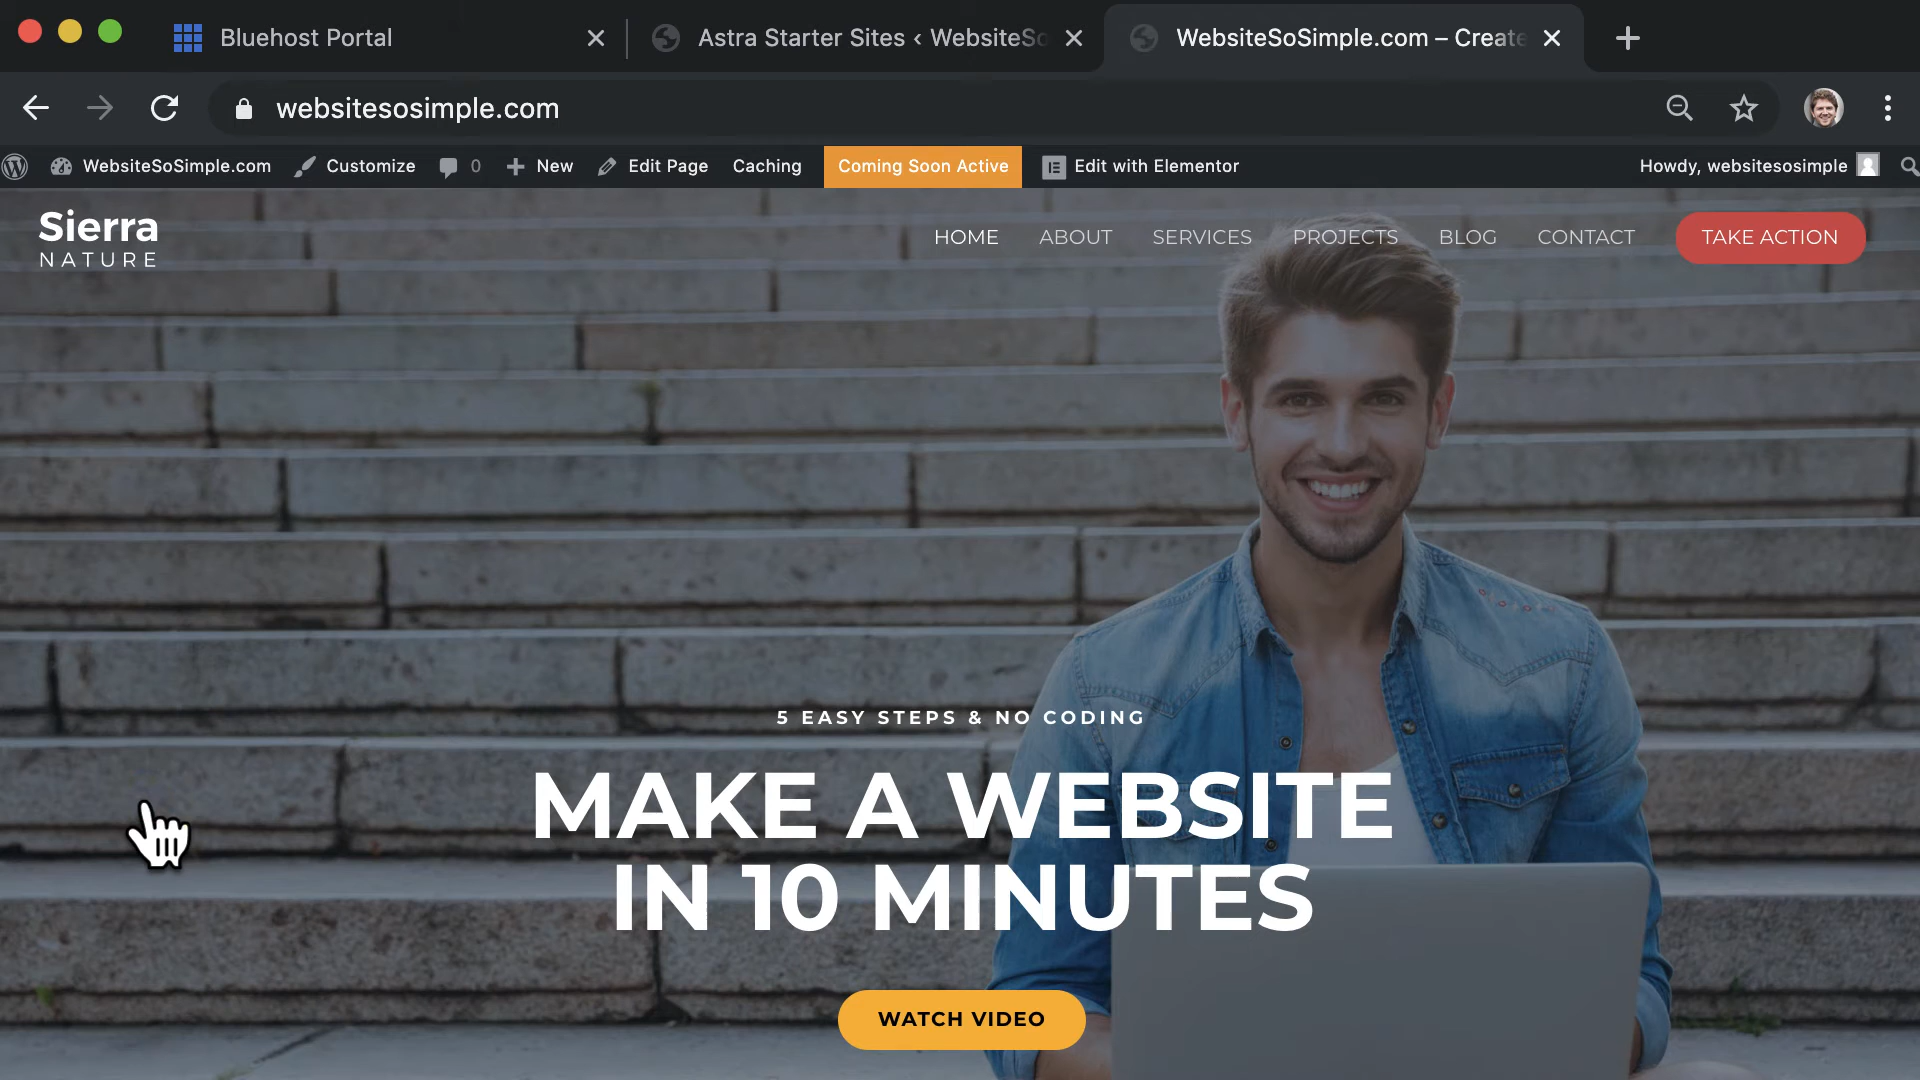 Bluehost Portal
Astra Starter Sites ‹ WebsiteSo
WebsiteSoSimple.com – Create
websitesosimple.com
WebsiteSoSimple.com
Customize
0
New
Edit Page
Caching
Coming Soon Active
Edit with Elementor
Howdy, websitesosimple
Sierra
NATURE
HOME
ABOUT
SERVICES
PROJECTS
BLOG
CONTACT
TAKE ACTION
5 EASY STEPS & NO CODING
MAKE A WEBSITE
IN 10 MINUTES
WATCH VIDEO